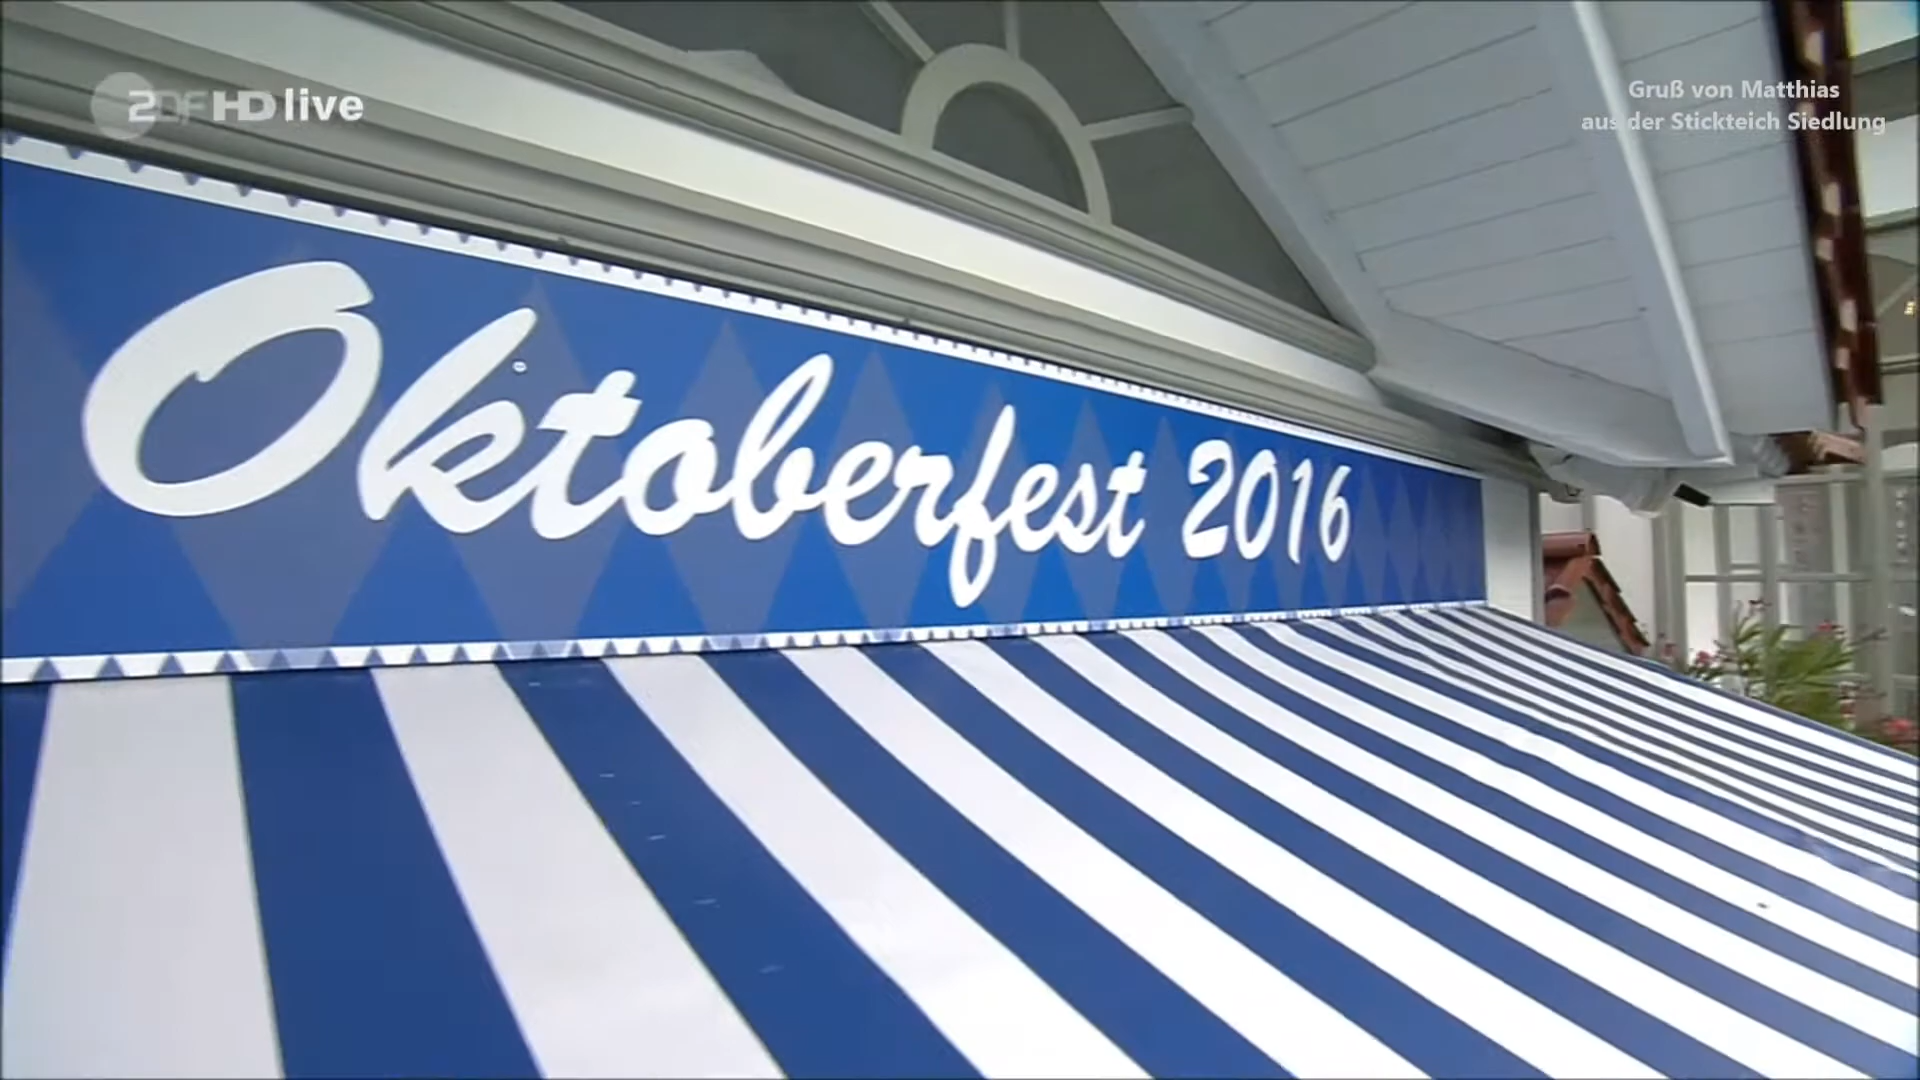 ZDF HD live
Gruß von Matthias
aus der Stickteich Siedlung
Oktoberfest 2016